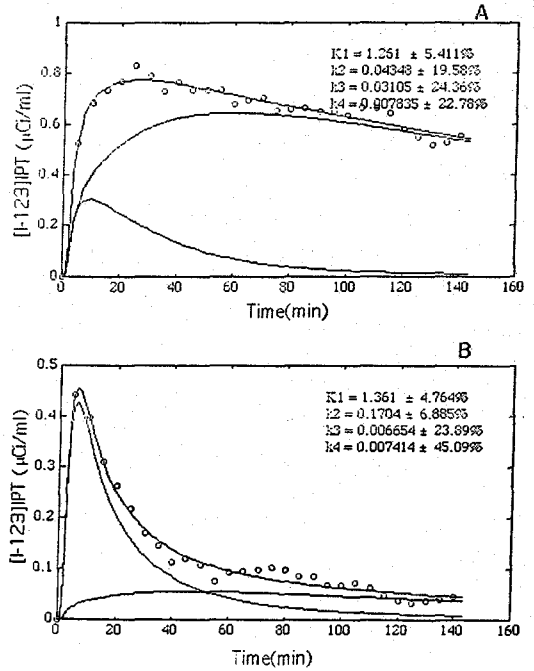 A
K1 = 1.261 ± 5.411%
k2 = 0.04348 ± 19.58%
k3 = 0.03105 ± 24.36%
k4 = 0.007835 ± 22.78%
[I-123]IPT (μCi/ml)
1
0.8
0.6
0.4
0.2
0
0 20 40 60 80 100 120 140 160
Time(min)
B
K1 = 1.361 ± 4.764%
k2 = 0.1704 ± 6.885%
k3 = 0.006654 ± 23.89%
k4 = 0.007414 ± 45.09%
[I-123]IPT (μCi/ml)
0.5
0.4
0.3
0.2
0.1
0
0 20 40 60 80 100 120 140 160
Time (min)